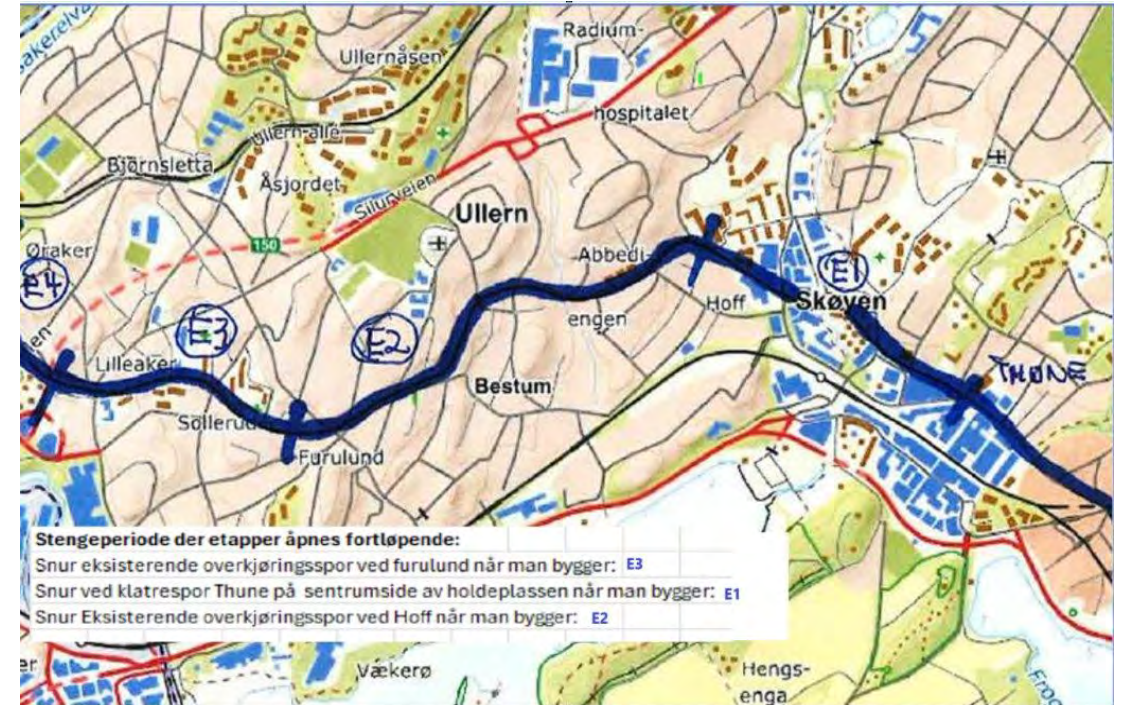 Radium-
Ullernåsen
hospitalet
Ullern allé
Bjørnsletta
Åsjordet
Silurveien
Ullern
Øraker
150
Abbedi-
E1
E4
Hoff
Skøyen
engen
E3
E2
Lilleaker
THUNE
Bestum
Sollerud
Furulund
Stengeperiode der etapper åpnes fortløpende:
Snur eksisterende overkjøringsspor ved furulund når man bygger: E3
Snur ved klatrespor Thune på sentrumside av holdeplassen når man bygger: E1
Snur Eksisterende overkjøringsspor ved Hoff når man bygger: E2
Vækerø
Hengs-
enga